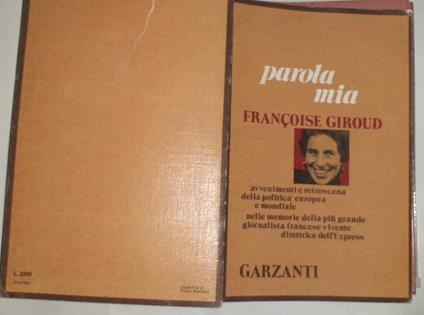 parola
mia
FRANÇOISE GIROUD
avvenimenti e retroscena
della politica europea
e mondiale
nelle memorie della più grande
giornalista francese vivente
direttrice dell'Express
GARZANTI
L. 3200